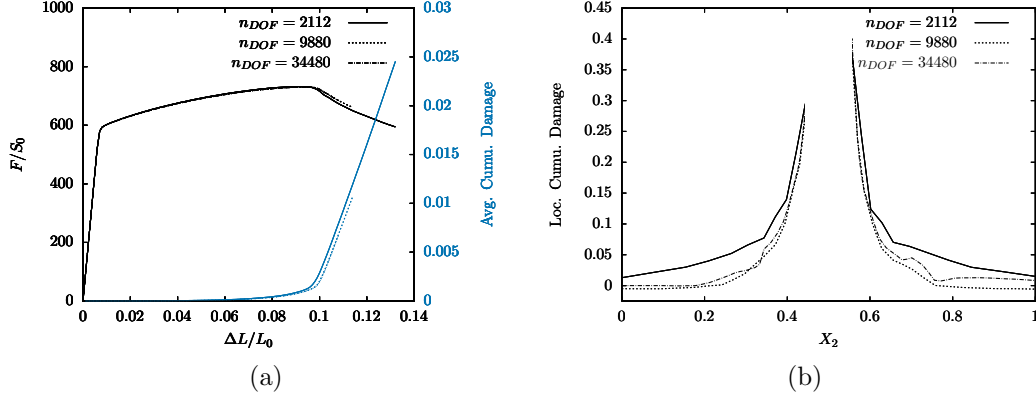 1000
800
600
400
200
0
F/S₀
0
0.02
0.04
0.06
0.08
0.1
0.12
0.14
ΔL/L₀
0.03
0.025
0.02
0.015
0.01
0.005
0
Avg. Cumu. Damage
n_DOF = 2112
n_DOF = 9880
n_DOF = 34480
(a)
0.45
0.4
0.35
0.3
0.25
0.2
0.15
0.1
0.05
0
Loc. Cumu. Damage
0
0.2
0.4
0.6
0.8
1
X₂
n_DOF = 2112
n_DOF = 9880
n_DOF = 34480
(b)